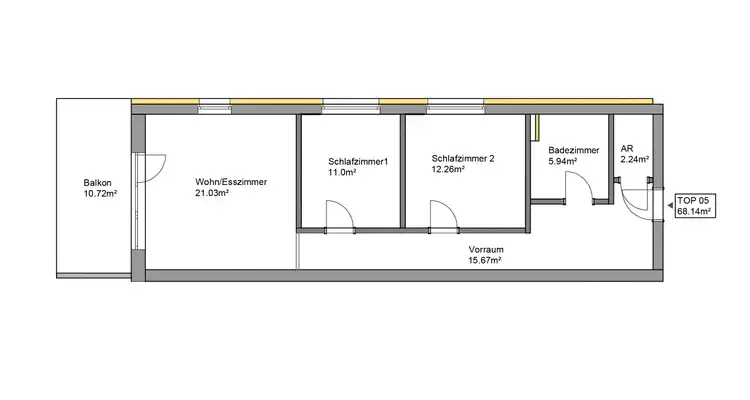 Balkon
10.72m²
Wohn/Esszimmer
21.03m²
Schlafzimmer1
11.0m²
Schlafzimmer 2
12.26m²
Badezimmer
5.94m²
AR
2.24m²
TOP 05
68.14m²
Vorraum
15.67m²